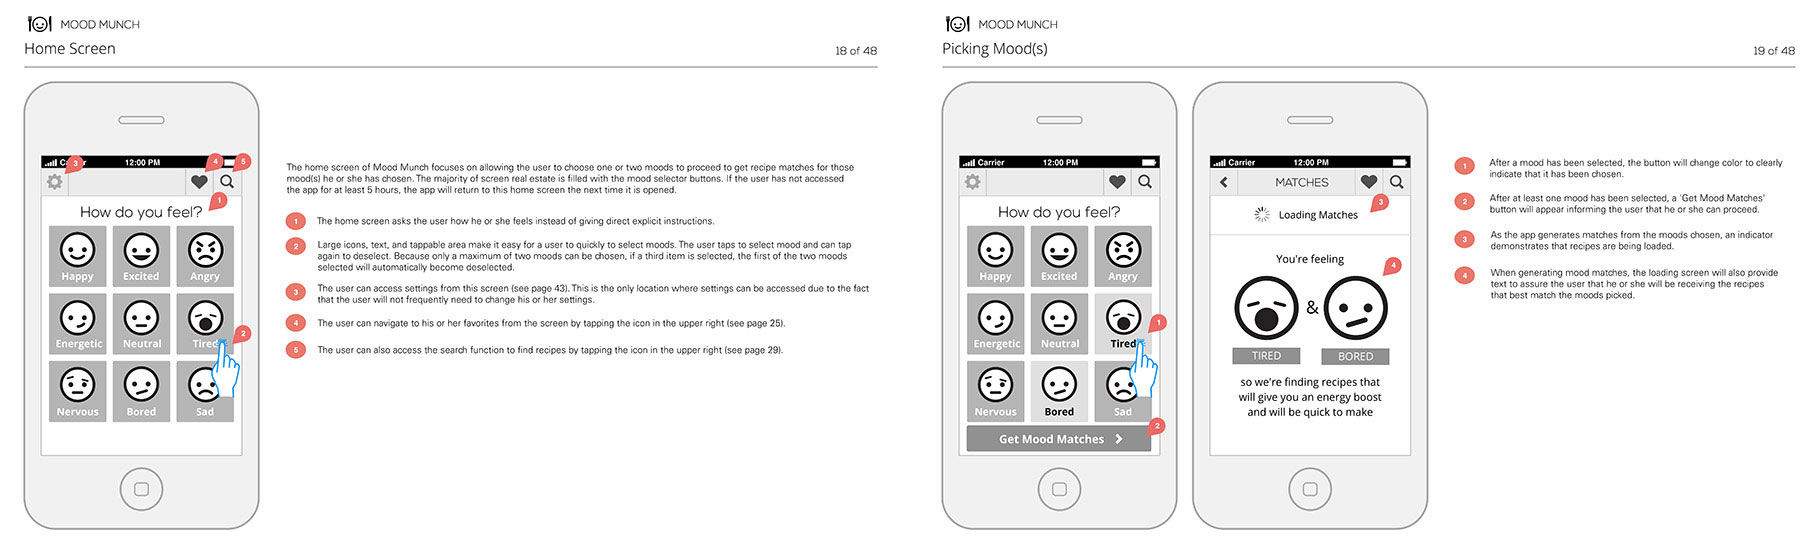 MOOD MUNCH
Home Screen
18 of 48
12:00 PM
How do you feel?
Happy Excited Angry
Energetic Neutral Tired
Nervous Bored Sad
3
4
5
1
2
The home screen of Mood Munch focuses on allowing the user to choose one or two moods to proceed to get recipe matches for those
mood(s) he or she has chosen. The majority of screen real estate is filled with the mood selector buttons. If the user has not accessed
the app for at least 5 hours, the app will return to this home screen the next time it is opened.
1 The home screen asks the user how he or she feels instead of giving direct explicit instructions.
2 Large icons, text, and tappable area make it easy for a user to quickly to select moods. The user taps to select mood and can tap
again to deselect. Because only a maximum of two moods can be chosen, if a third item is selected, the first of the two moods
selected will automatically become deselected.
3 The user can access settings from this screen (see page 43). This is the only location where settings can be accessed due to the fact
that the user will not frequently need to change his or her settings.
4 The user can navigate to his or her favorites from the screen by tapping the icon in the upper right (see page 25).
5 The user can also access the search function to find recipes by tapping the icon in the upper right (see page 29).
MOOD MUNCH
Picking Mood(s)
19 of 48
Carrier 12:00 PM
How do you feel?
Happy Excited Angry
Energetic Neutral Tired
Nervous Bored Sad
Get Mood Matches
1
2
Carrier 12:00 PM
MATCHES
Loading Matches
3
You're feeling
4
&
TIRED BORED
so we're finding recipes that
will give you an energy boost
and will be quick to make
1 After a mood has been selected, the button will change color to clearly
indicate that it has been chosen.
2 After at least one mood has been selected, a 'Get Mood Matches'
button will appear informing the user that he or she can proceed.
3 As the app generates matches from the moods chosen, an indicator
demonstrates that recipes are being loaded.
4 When generating mood matches, the loading screen will also provide
text to assure the user that he or she will be receiving the recipes
that best match the moods picked.